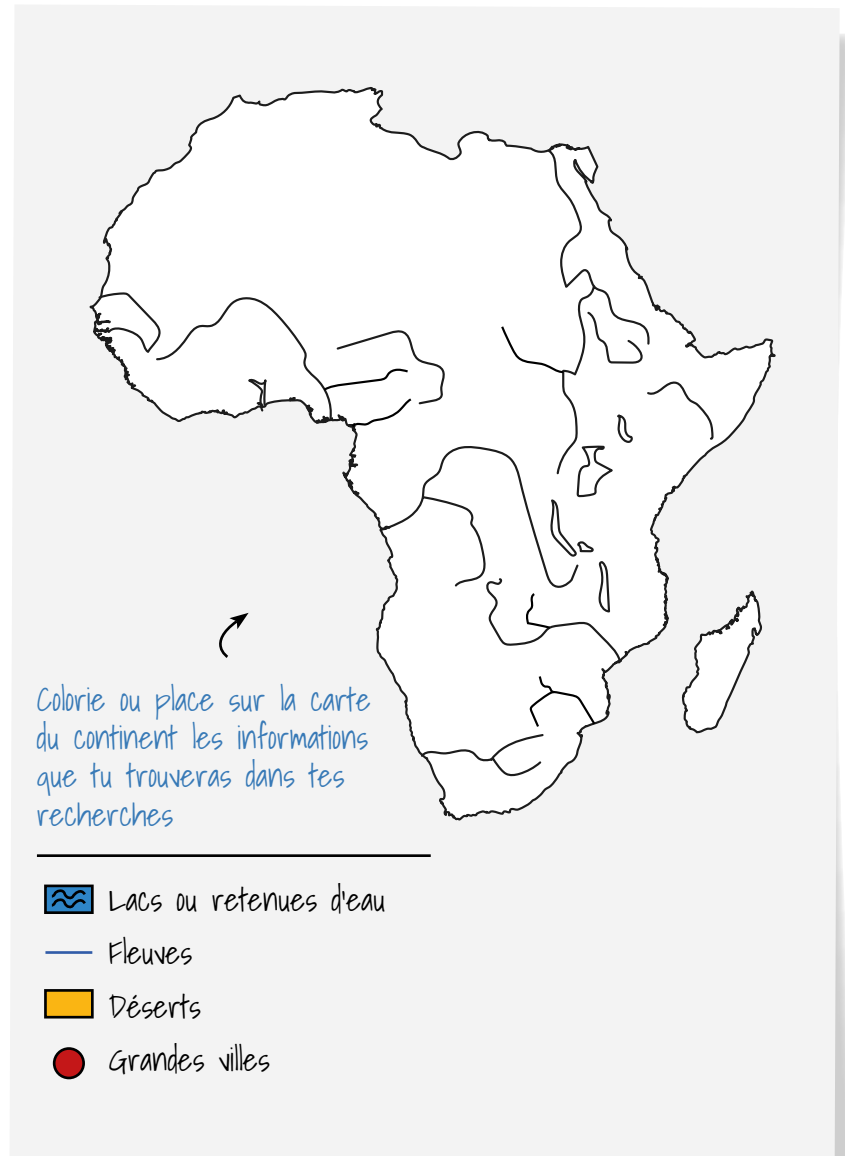 Colorie ou place sur la carte
du continent les informations
que tu trouveras dans tes
recherches
Lacs ou retenues d'eau
Fleuves
Déserts
Grandes villes